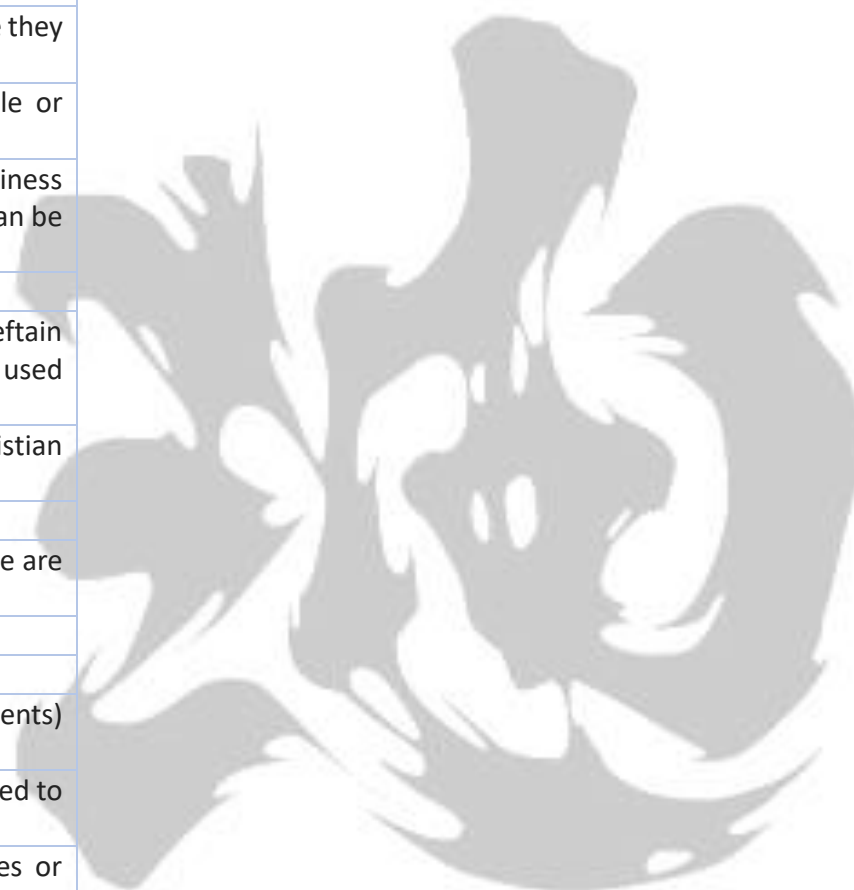 they
le or
iness
an be
eftain
used
istian
e are
ents)
ed to
es or